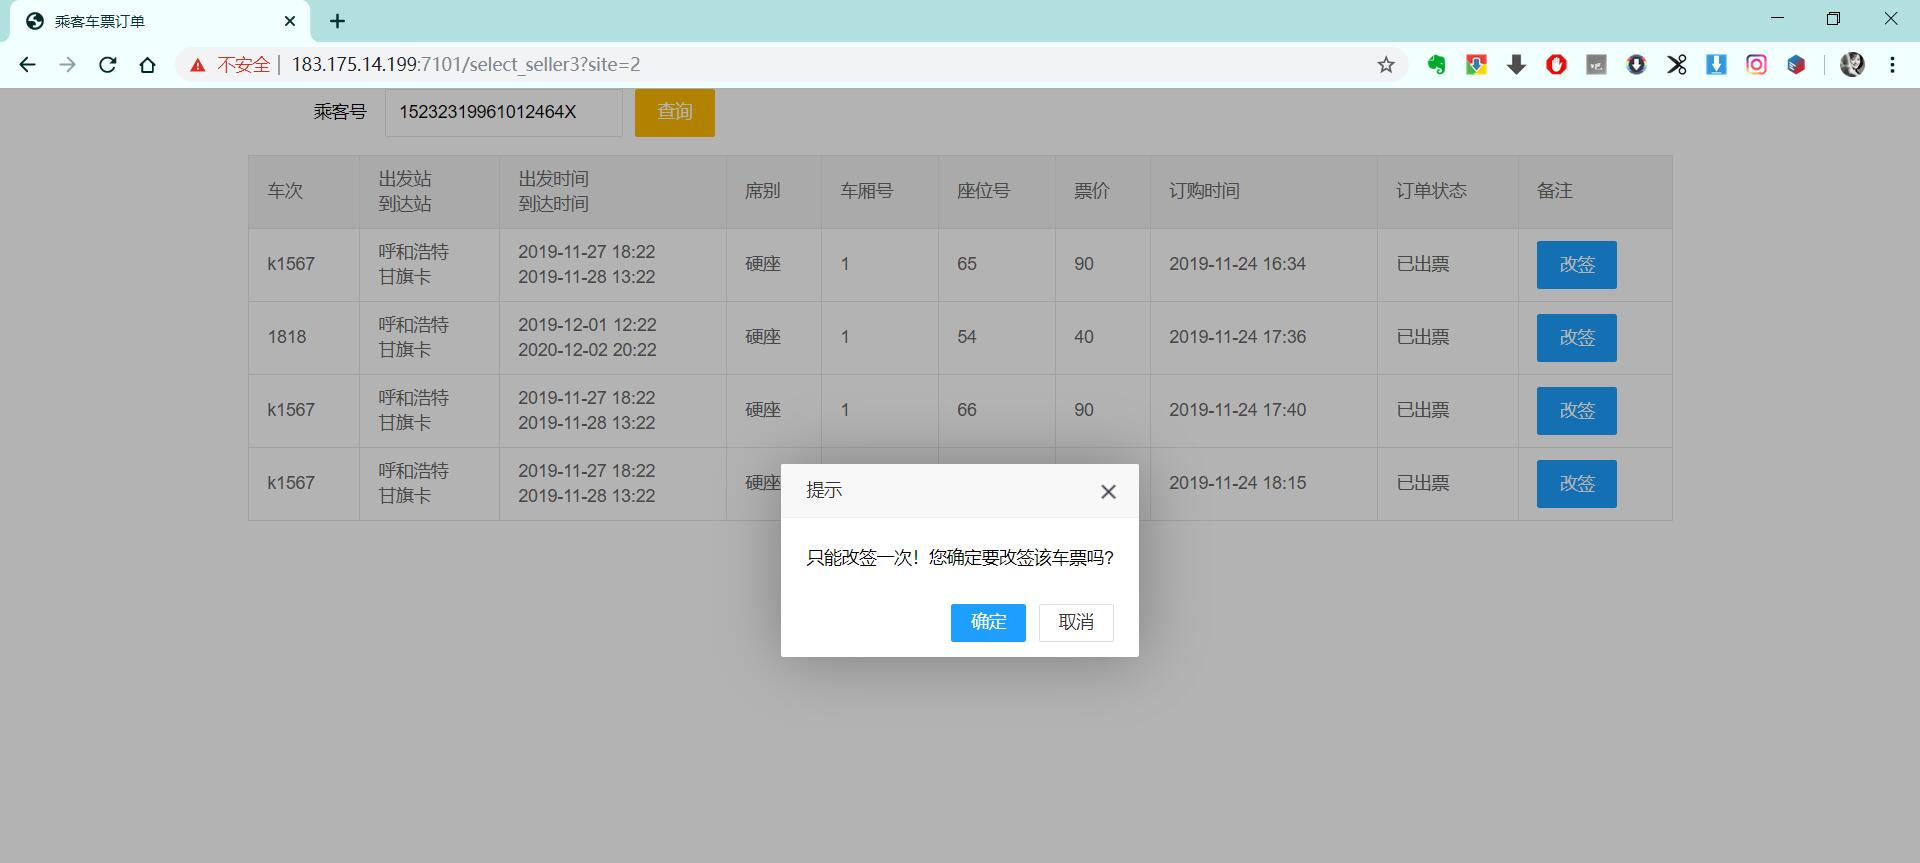 乘客车票订单
不安全 | 183.175.14.199:7101/select_seller3?site=2
乘客号 15232319961012464X 查询
车次 出发站 出发时间 席别 车厢号 座位号 票价 订购时间 订单状态 备注
到达站 到达时间
k1567 呼和浩特 2019-11-27 18:22 硬座 1 65 90 2019-11-24 16:34 已出票 改签
甘旗卡 2019-11-28 13:22
1818 呼和浩特 2019-12-01 12:22 硬座 1 54 40 2019-11-24 17:36 已出票 改签
甘旗卡 2020-12-02 20:22
k1567 呼和浩特 2019-11-27 18:22 硬座 1 66 90 2019-11-24 17:40 已出票 改签
甘旗卡 2019-11-28 13:22
k1567 呼和浩特 2019-11-27 18:22 硬座 2019-11-24 18:15 已出票 改签
甘旗卡 2019-11-28 13:22
提示
只能改签一次！您确定要改签该车票吗?
确定 取消